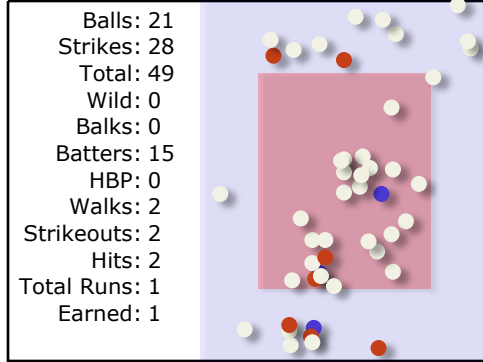 Balls: 21
Strikes: 28
Total: 49
Wild: 0
Balks: 0
Batters: 15
HBP: 0
Walks: 2
Strikeouts: 2
Hits: 2
Total Runs: 1
Earned: 1